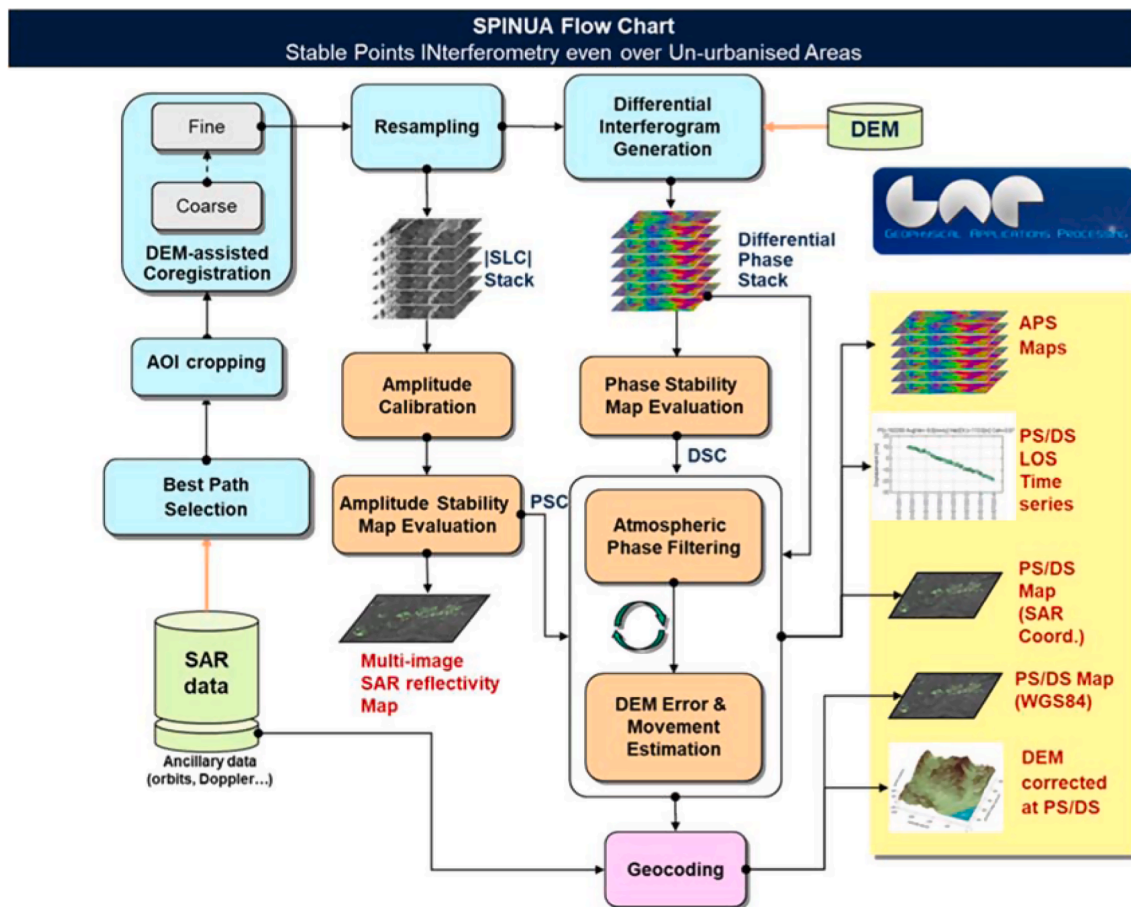 SPINUA Flow Chart
Stable Points INterferometry even over Un-urbanised Areas
Fine
Coarse
DEM-assisted
Coregistration
Resampling
Differential
Interferogram
Generation
DEM
GEOPHYSICAL APPLICATIONS PROCESSING
|SLC|
Stack
Differential
Phase
Stack
AOI cropping
Amplitude
Calibration
Phase Stability
Map Evaluation
APS
Maps
DSC
PS/DS
LOS
Time
series
Best Path
Selection
Amplitude Stability
Map Evaluation
PSC
Atmospheric
Phase Filtering
PS/DS
Map
(SAR
Coord.)
SAR
data
Multi-image
SAR reflectivity
Map
DEM Error &
Movement
Estimation
PS/DS Map
(WGS84)
Ancillary data
(orbits, Doppler...)
DEM
corrected
at PS/DS
Geocoding